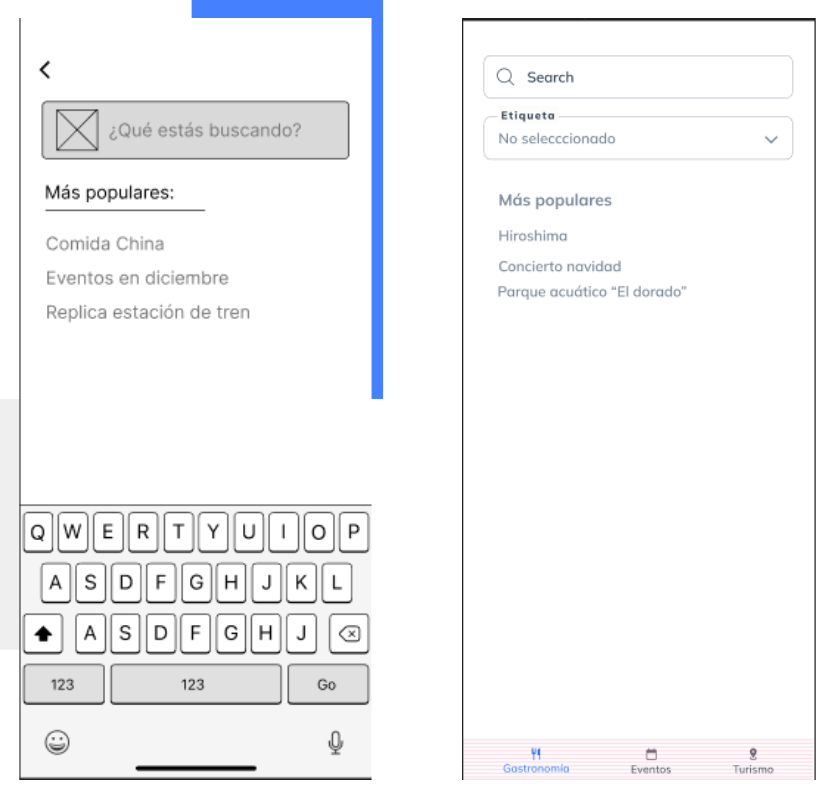 ¿Qué estás buscando?
Más populares:
Comida China
Eventos en diciembre
Replica estación de tren
Q W E R T Y U I O P
A S D F G H J K L
A S D F G H J
123 123 Go
Search
Etiqueta
No selecccionado
Más populares
Hiroshima
Concierto navidad
Parque acuático “El dorado”
Gastronomía Eventos Turismo